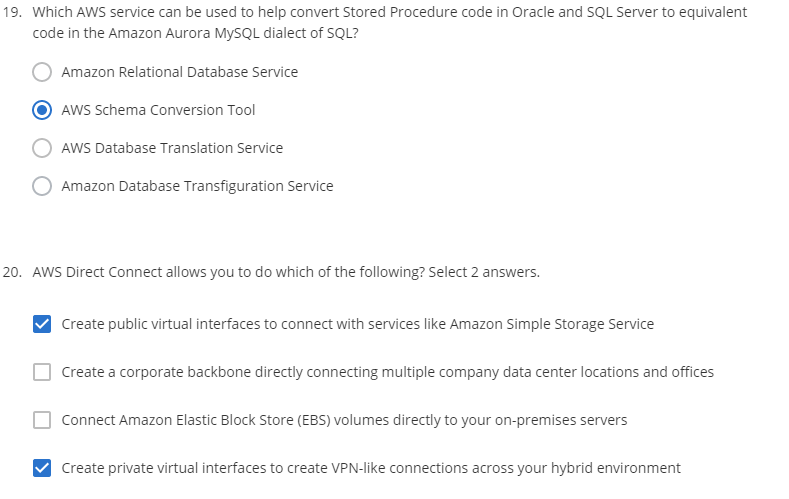 19. Which AWS service can be used to help convert Stored Procedure code in Oracle and SQL Server to equivalent
code in the Amazon Aurora MySQL dialect of SQL?
Amazon Relational Database Service
AWS Schema Conversion Tool
AWS Database Translation Service
Amazon Database Transfiguration Service
20. AWS Direct Connect allows you to do which of the following? Select 2 answers.
Create public virtual interfaces to connect with services like Amazon Simple Storage Service
Create a corporate backbone directly connecting multiple company data center locations and offices
Connect Amazon Elastic Block Store (EBS) volumes directly to your on-premises servers
Create private virtual interfaces to create VPN-like connections across your hybrid environment